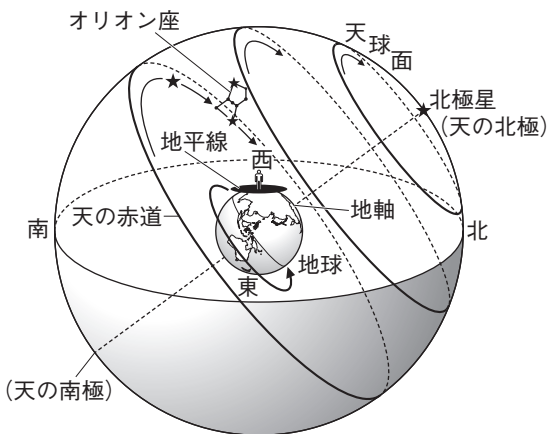 オリオン座
天球面
北極星
(天の北極)
地平線
西
天の赤道
地軸
南
北
地球
東
(天の南極)